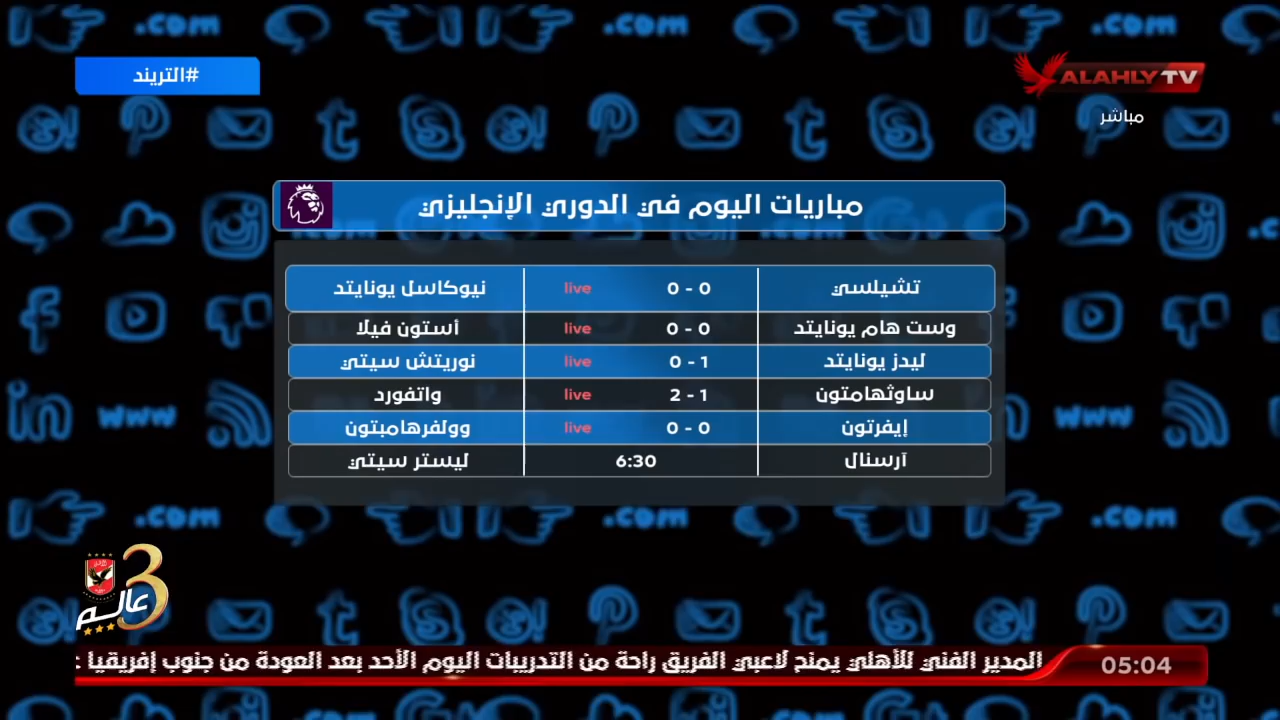 #التريند
ALAHLY TV
مباشر
مباريات اليوم في الدوري الإنجليزي
تشيلسي 0 - 0 live نيوكاسل يونايتد
وست هام يونايتد 0 - 0 live أستون فيلا
ليدز يونايتد 0 - 1 live نوريتش سيتي
ساوثهامتون 2 - 1 live واتفورد
إيفرتون 0 - 0 live وولفرهامبتون
آرسنال 6:30 ليستر سيتي
3 عالم
05:04 المدير الفني للأهلي يمنح لاعبي الفريق راحة من التدريبات اليوم الأحد بعد العودة من جنوب إفريقيا
.com
www